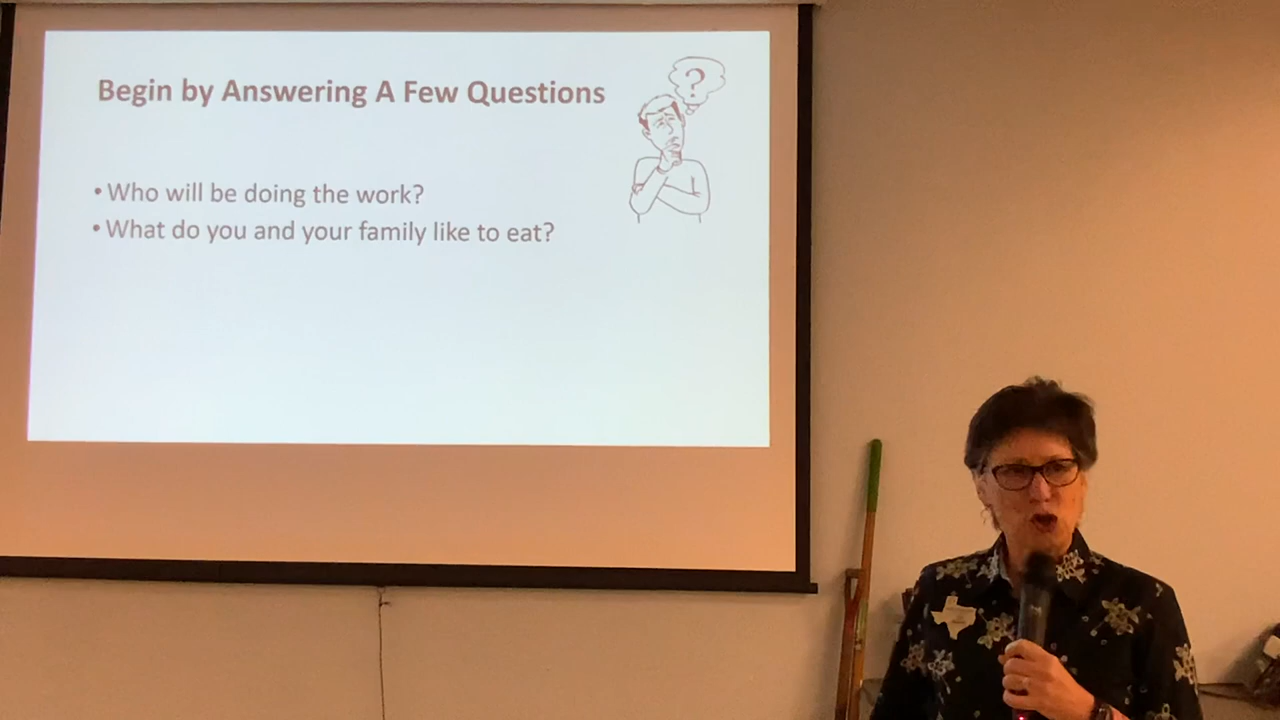 Begin by Answering A Few Questions
?
• Who will be doing the work?
• What do you and your family like to eat?